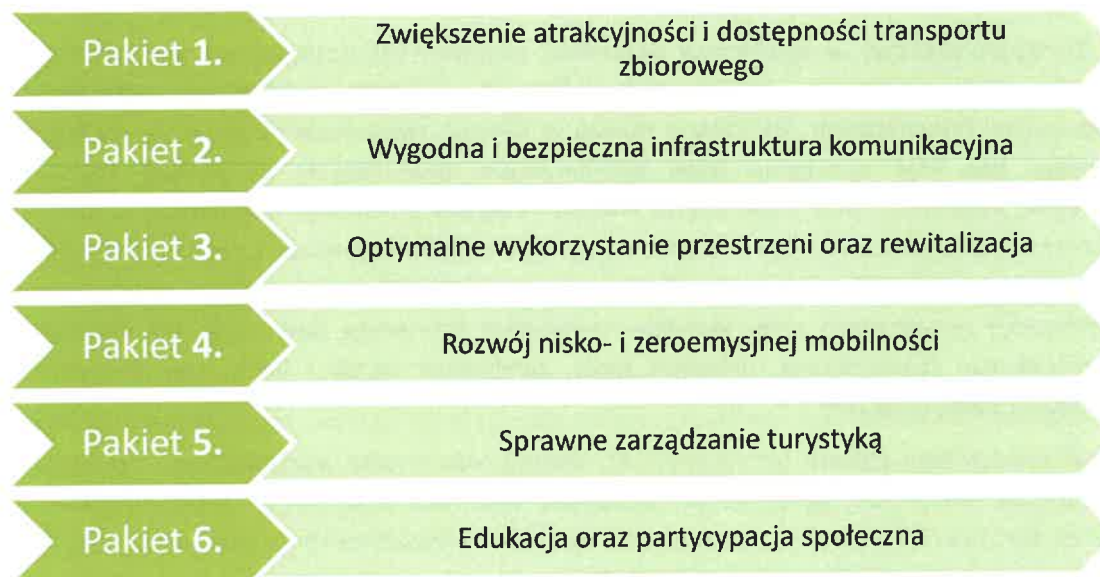 Pakiet 1.
Zwiększenie atrakcyjności i dostępności transportu
zbiorowego
Pakiet 2.
Wygodna i bezpieczna infrastruktura komunikacyjna
Pakiet 3.
Optymalne wykorzystanie przestrzeni oraz rewitalizacja
Pakiet 4.
Rozwój nisko- i zeroemysjnej mobilności
Pakiet 5.
Sprawne zarządzanie turystyką
Pakiet 6.
Edukacja oraz partycypacja społeczna